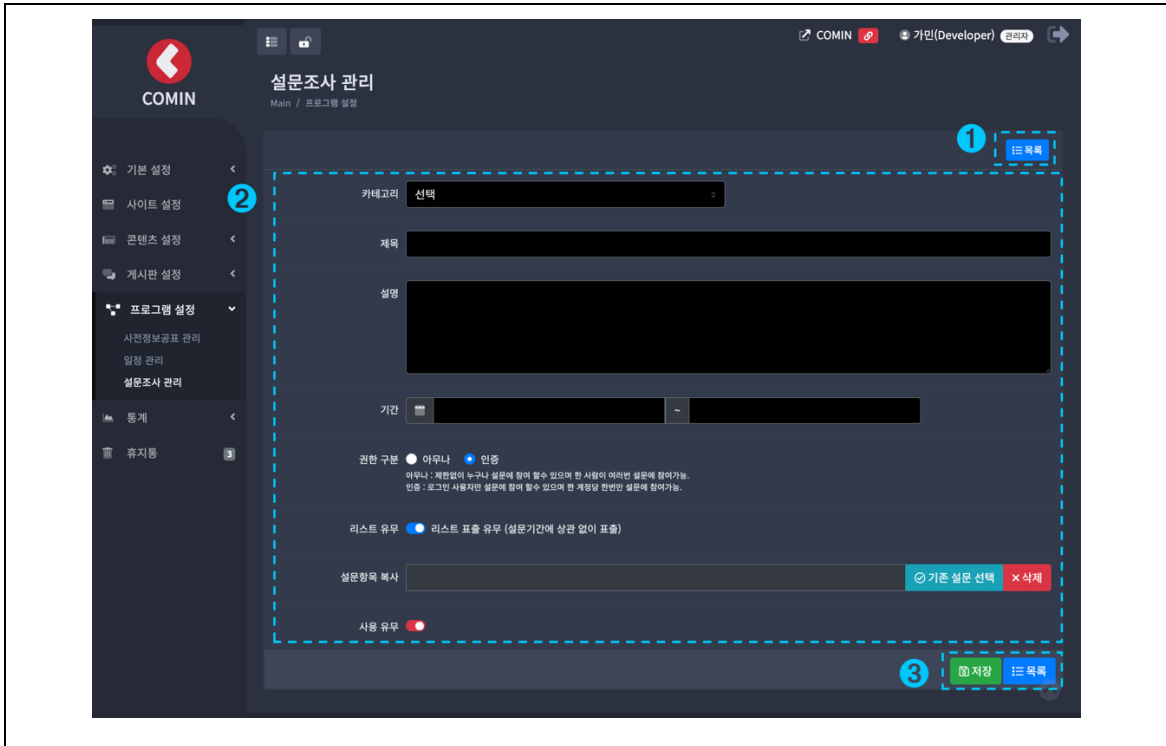 COMIN 가민(Developer) 관리자
COMIN
설문조사 관리
Main / 프로그램 설정
1
목록
기본 설정
사이트 설정
콘텐츠 설정
게시판 설정
프로그램 설정
사전정보공표 관리
일정 관리
설문조사 관리
통계
휴지통 3
2
카테고리 선택
제목
설명
기간 ~
권한 구분 아무나 인증
아무나 : 제한없이 누구나 설문에 참여 할수 있으며 한 사람이 여러번 설문에 참여가능.
인증 : 로그인 사용자만 설문에 참여 할수 있으며 한 계정당 한번만 설문에 참여가능.
리스트 유무 리스트 표출 유무 (설문기간에 상관 없이 표출)
설문항목 복사 기존 설문 선택 삭제
사용 유무
3
저장 목록